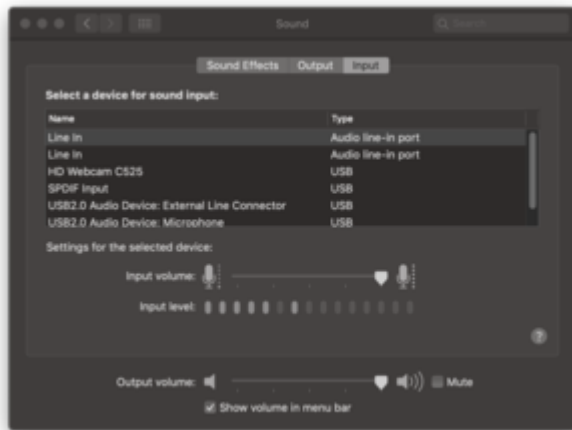 Sound
Search
Sound Effects Output Input
Select a device for sound input:
Name Type
Line In Audio line-in port
Line In Audio line-in port
HD Webcam C525 USB
SPDIF Input USB
USB2.0 Audio Device: External Line Connector USB
USB2.0 Audio Device: Microphone USB
Settings for the selected device:
Input volume:
Input level:
?
Output volume: Mute
Show volume in menu bar